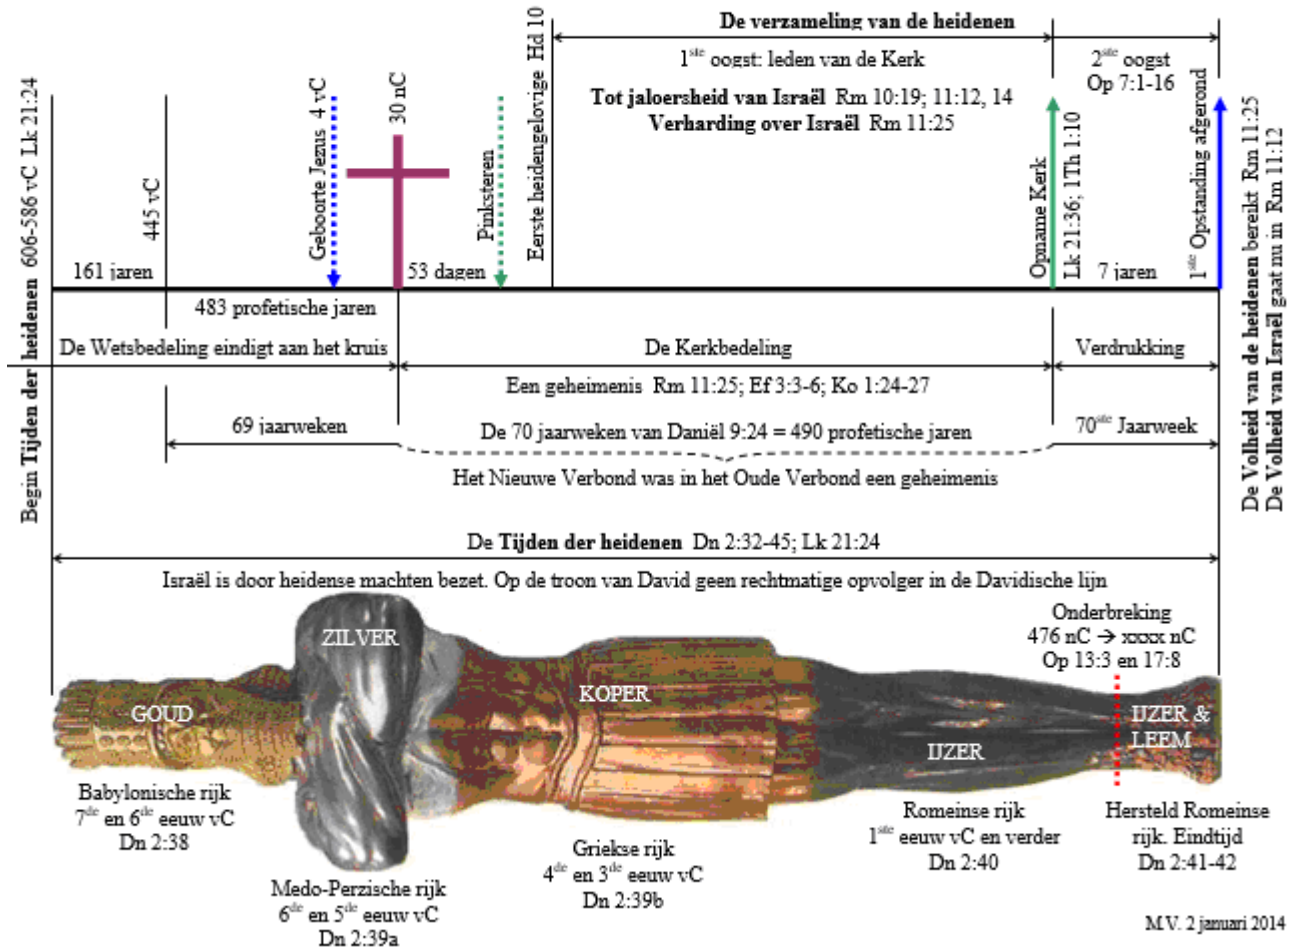 De verzameling van de heidenen
1ste oogst: leden van de Kerk
2de oogst
Op 7:1-16
Tot jaloersheid van Israël Rm 10:19; 11:12, 14
Verharding over Israël Rm 11:25
Begin Tijden der heidenen 606-586 vC Lk 21:24
445 vC
Geboorte Jezus 4 vC
30 nC
Pinksteren
Eerste heidengelovige Hd 10
Opname Kerk
Lk 21:36; 1Th 1:10
1ste Opstanding afgerond
De Volheid van de heidenen bereikt Rm 11:25
De Volheid van Israël gaat nu in Rm 11:12
161 jaren
53 dagen
7 jaren
483 profetische jaren
De Wetsbedeling eindigt aan het kruis
De Kerkbedeling
Verdrukking
Een geheimenis Rm 11:25; Ef 3:3-6; Ko 1:24-27
69 jaarweken
De 70 jaarweken van Daniël 9:24 = 490 profetische jaren
70ste Jaarweek
Het Nieuwe Verbond was in het Oude Verbond een geheimenis
De Tijden der heidenen Dn 2:32-45; Lk 21:24
Israël is door heidense machten bezet. Op de troon van David geen rechtmatige opvolger in de Davidische lijn
Onderbreking
476 nC → xxxx nC
Op 13:3 en 17:8
GOUD
ZILVER
KOPER
IJZER
IJZER &
LEEM
Babylonische rijk
7de en 6de eeuw vC
Dn 2:38
Medo-Perzische rijk
6de en 5de eeuw vC
Dn 2:39a
Griekse rijk
4de en 3de eeuw vC
Dn 2:39b
Romeinse rijk
1ste eeuw vC en verder
Dn 2:40
Hersteld Romeinse
rijk. Eindtijd
Dn 2:41-42
M.V. 2 januari 2014